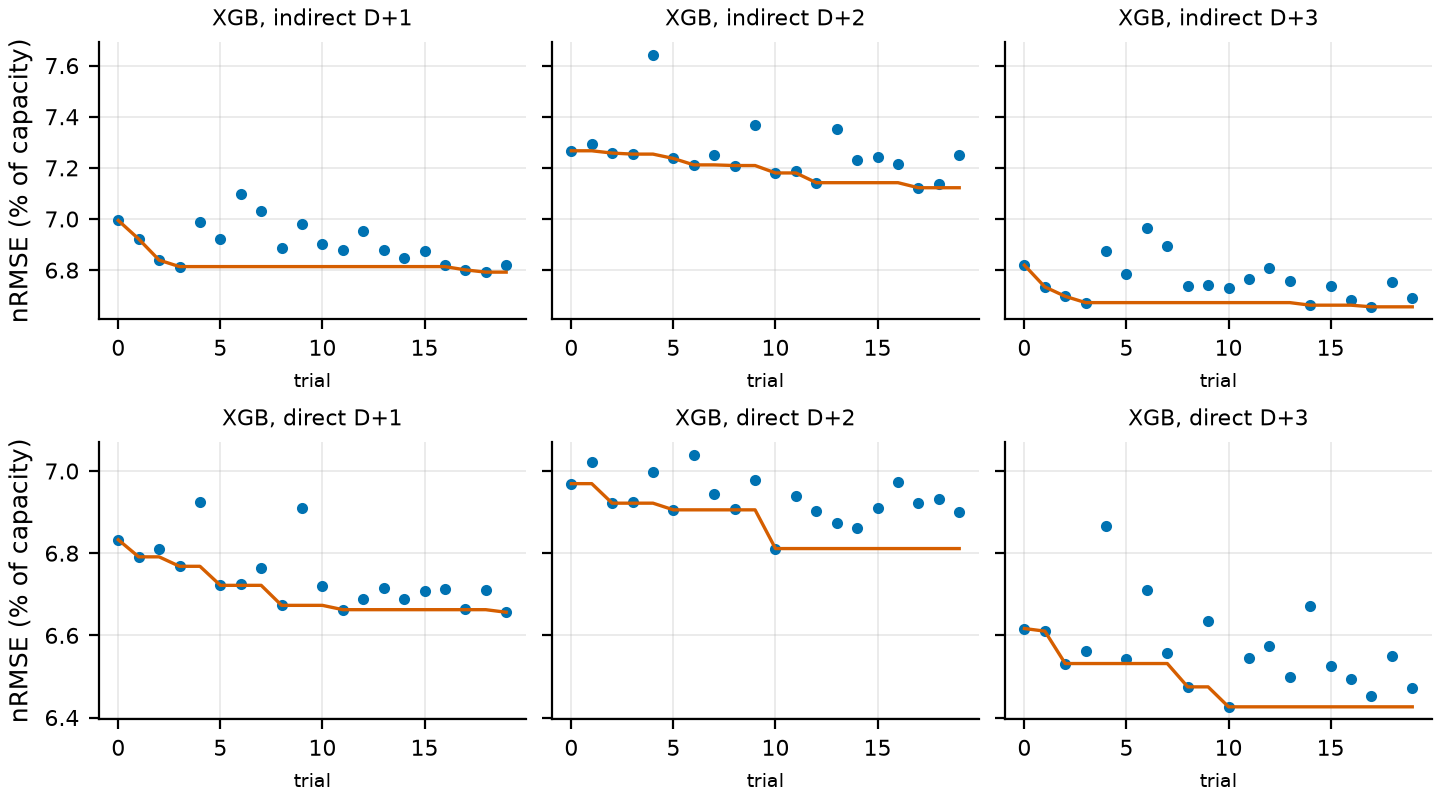 XGB, indirect D+1
XGB, indirect D+2
XGB, indirect D+3
nRMSE (% of capacity)
7.6
7.4
7.2
7.0
6.8
0 5 10 15
0 5 10 15
0 5 10 15
trial
trial
trial
XGB, direct D+1
XGB, direct D+2
XGB, direct D+3
nRMSE (% of capacity)
7.0
6.8
6.6
6.4
0 5 10 15
0 5 10 15
0 5 10 15
trial
trial
trial